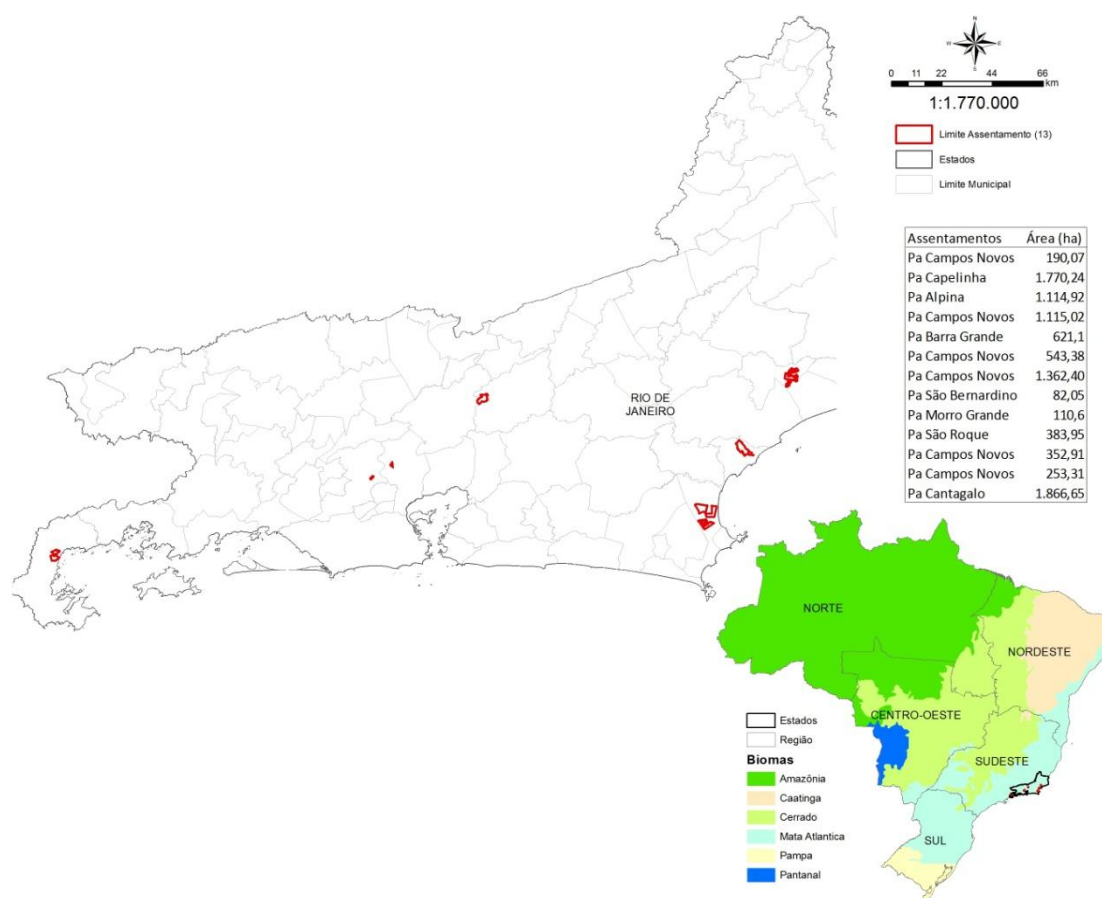 N
W E
S
0 11 22 44 66
km
1:1.770.000
Limite Assentamento (13)
Estados
Limite Municipal
Assentamentos Área (ha)
Pa Campos Novos 190,07
Pa Capelinha 1.770,24
Pa Alpina 1.114,92
Pa Campos Novos 1.115,02
Pa Barra Grande 621,1
Pa Campos Novos 543,38
Pa Campos Novos 1.362,40
Pa São Bernardino 82,05
Pa Morro Grande 110,6
Pa São Roque 383,95
Pa Campos Novos 352,91
Pa Campos Novos 253,31
Pa Cantagalo 1.866,65
RIO DE
JANEIRO
NORTE
NORDESTE
CENTRO-OESTE
SUDESTE
SUL
Estados
Região
Biomas
Amazônia
Caatinga
Cerrado
Mata Atlantica
Pampa
Pantanal